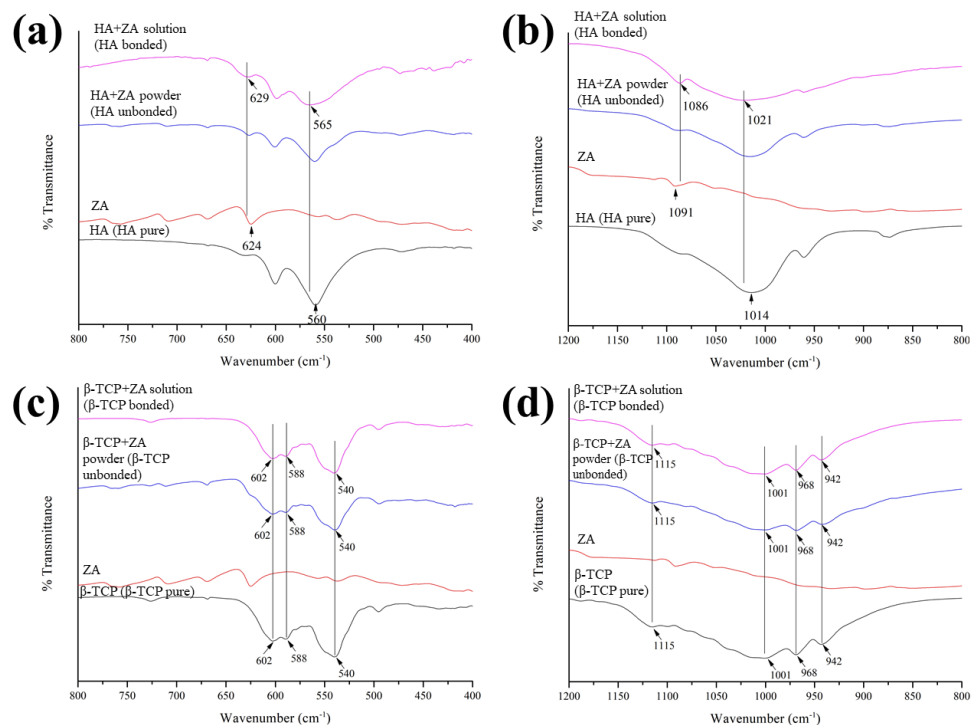 (a)
HA+ZA solution
(HA bonded)
629
HA+ZA powder
(HA unbonded)
565
ZA
HA (HA pure)
624
560
% Transmittance
800
750
700
650
600
550
500
450
400
Wavenumber (cm⁻¹)
(b)
HA+ZA solution
(HA bonded)
HA+ZA powder
(HA unbonded)
1086
1021
ZA
1091
HA (HA pure)
1014
% Transmittance
1200
1150
1100
1050
1000
950
900
850
800
Wavenumber (cm⁻¹)
(c)
β-TCP+ZA solution
(β-TCP bonded)
602
588
540
β-TCP+ZA
powder (β-TCP
unbonded)
602
588
540
ZA
β-TCP (β-TCP pure)
602
588
540
% Transmittance
800
750
700
650
600
550
500
450
400
Wavenumber (cm⁻¹)
(d)
β-TCP+ZA solution
(β-TCP bonded)
1115
1001
968
942
β-TCP+ZA
powder (β-TCP
unbonded)
1115
1001
968
942
ZA
β-TCP
(β-TCP pure)
1115
1001
968
942
% Transmittance
1200
1150
1100
1050
1000
950
900
850
800
Wavenumber (cm⁻¹)